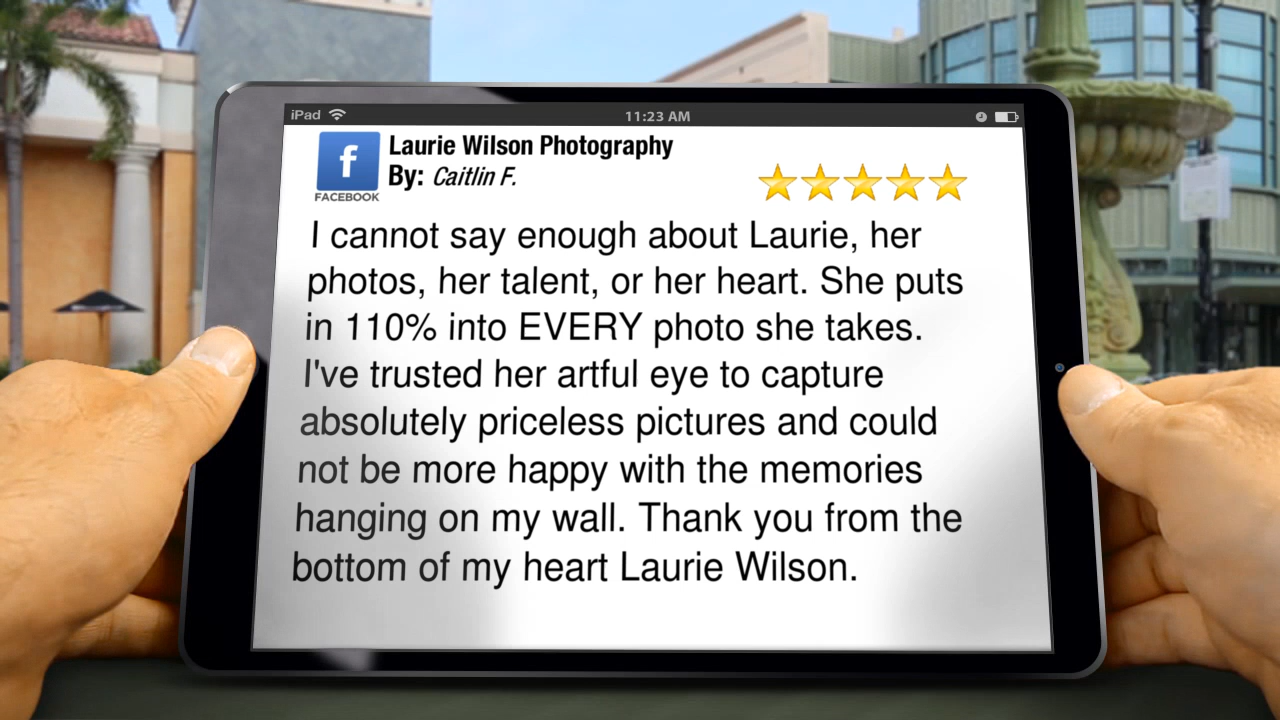 iPad 11:23 AM
f
FACEBOOK
Laurie Wilson Photography
By: Caitlin F.
I cannot say enough about Laurie, her
photos, her talent, or her heart. She puts
in 110% into EVERY photo she takes.
I've trusted her artful eye to capture
absolutely priceless pictures and could
not be more happy with the memories
hanging on my wall. Thank you from the
bottom of my heart Laurie Wilson.